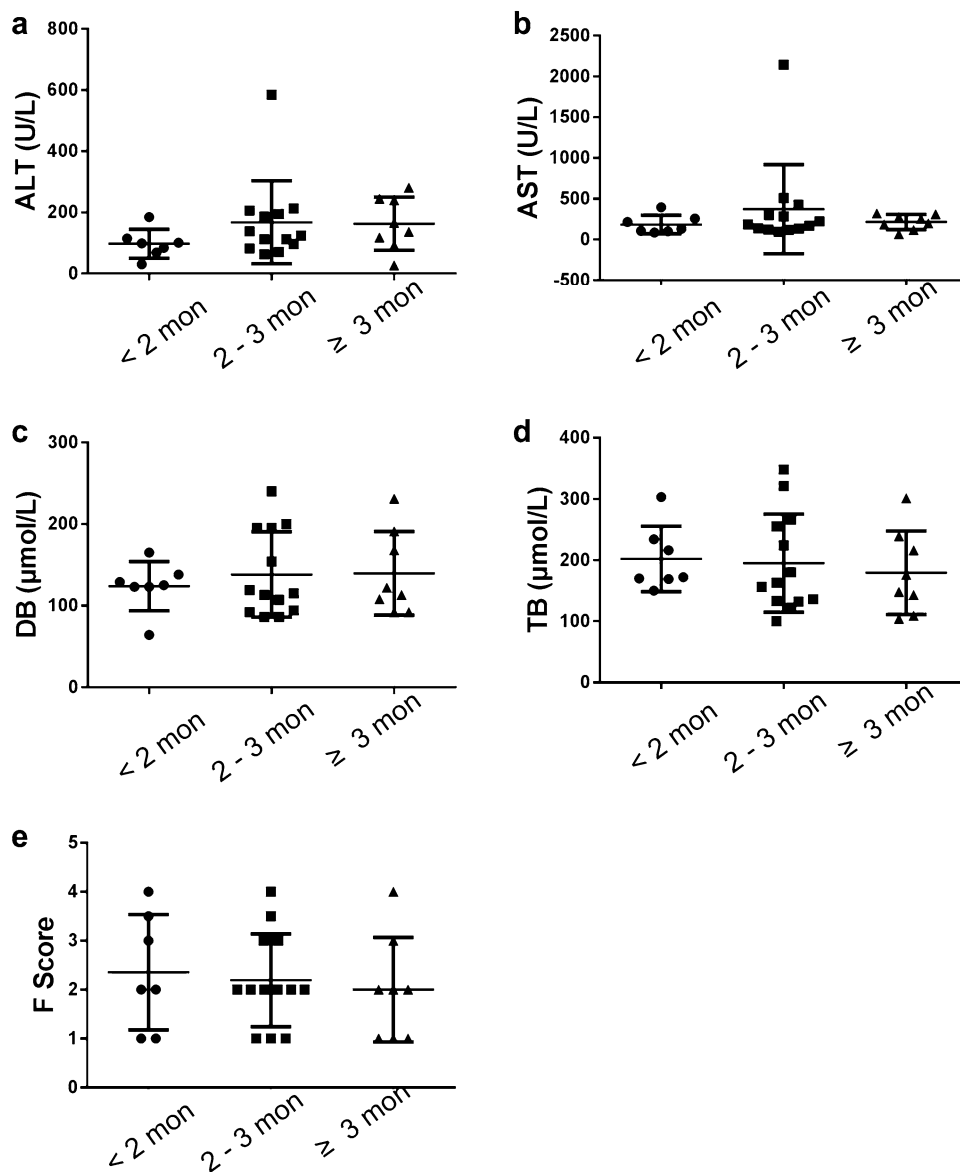 a
800
600
400
200
0
ALT (U/L)
< 2 mon
2 - 3 mon
≥ 3 mon
b
2500
2000
1500
1000
500
0
-500
AST (U/L)
< 2 mon
2 - 3 mon
≥ 3 mon
c
300
200
100
0
DB (μmol/L)
< 2 mon
2 - 3 mon
≥ 3 mon
d
400
300
200
100
0
TB (μmol/L)
< 2 mon
2 - 3 mon
≥ 3 mon
e
5
4
3
2
1
0
F Score
< 2 mon
2 - 3 mon
≥ 3 mon